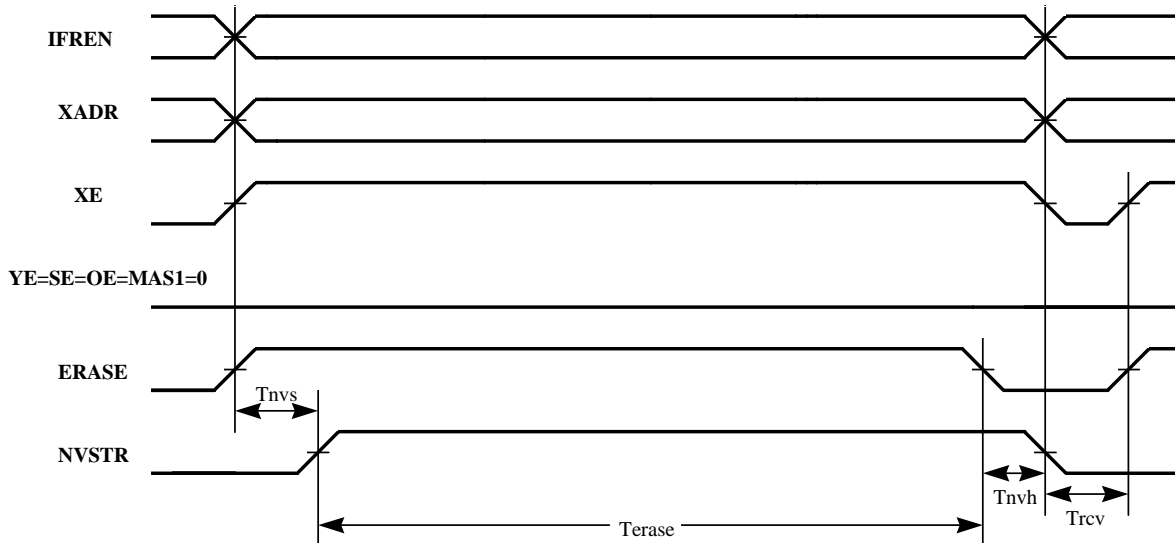 IFREN
XADR
XE
YE=SE=OE=MAS1=0
ERASE
Tnvs
NVSTR
Tnvh
Trcv
Terase